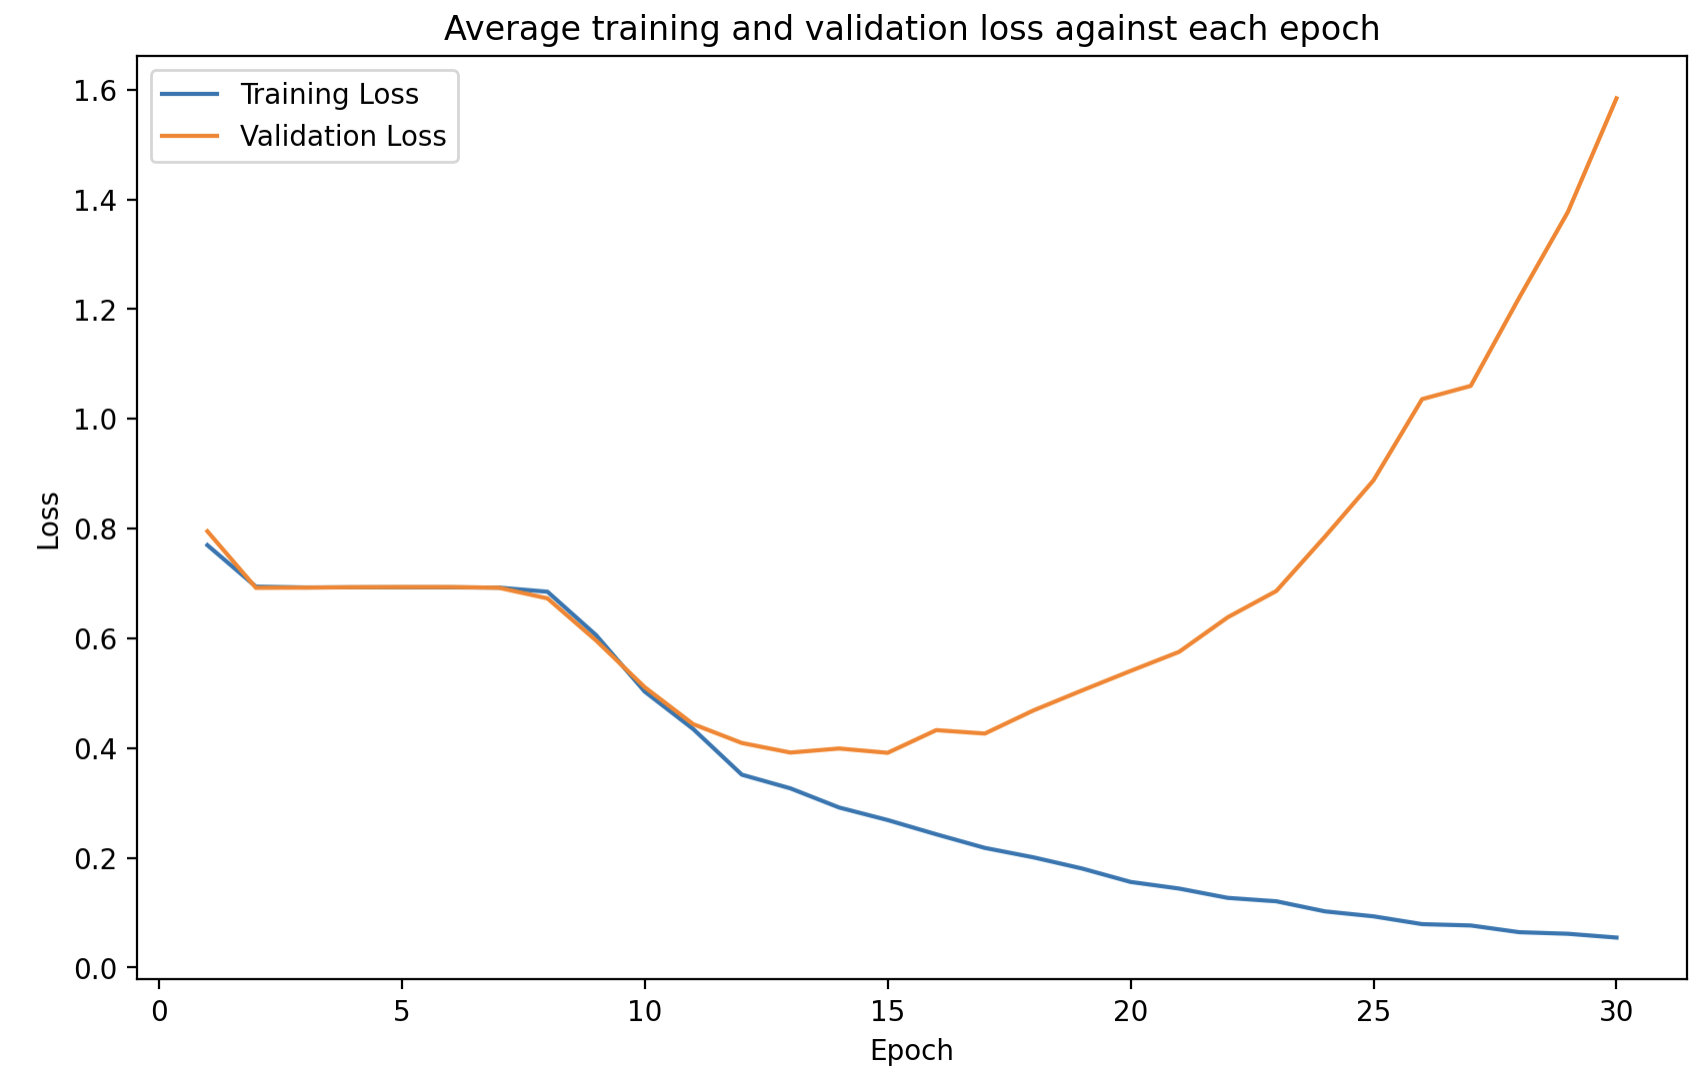 Average training and validation loss against each epoch
Training Loss
Validation Loss
1.6
1.4
1.2
1.0
0.8
0.6
0.4
0.2
0.0
Loss
0 5 10 15 20 25 30
Epoch